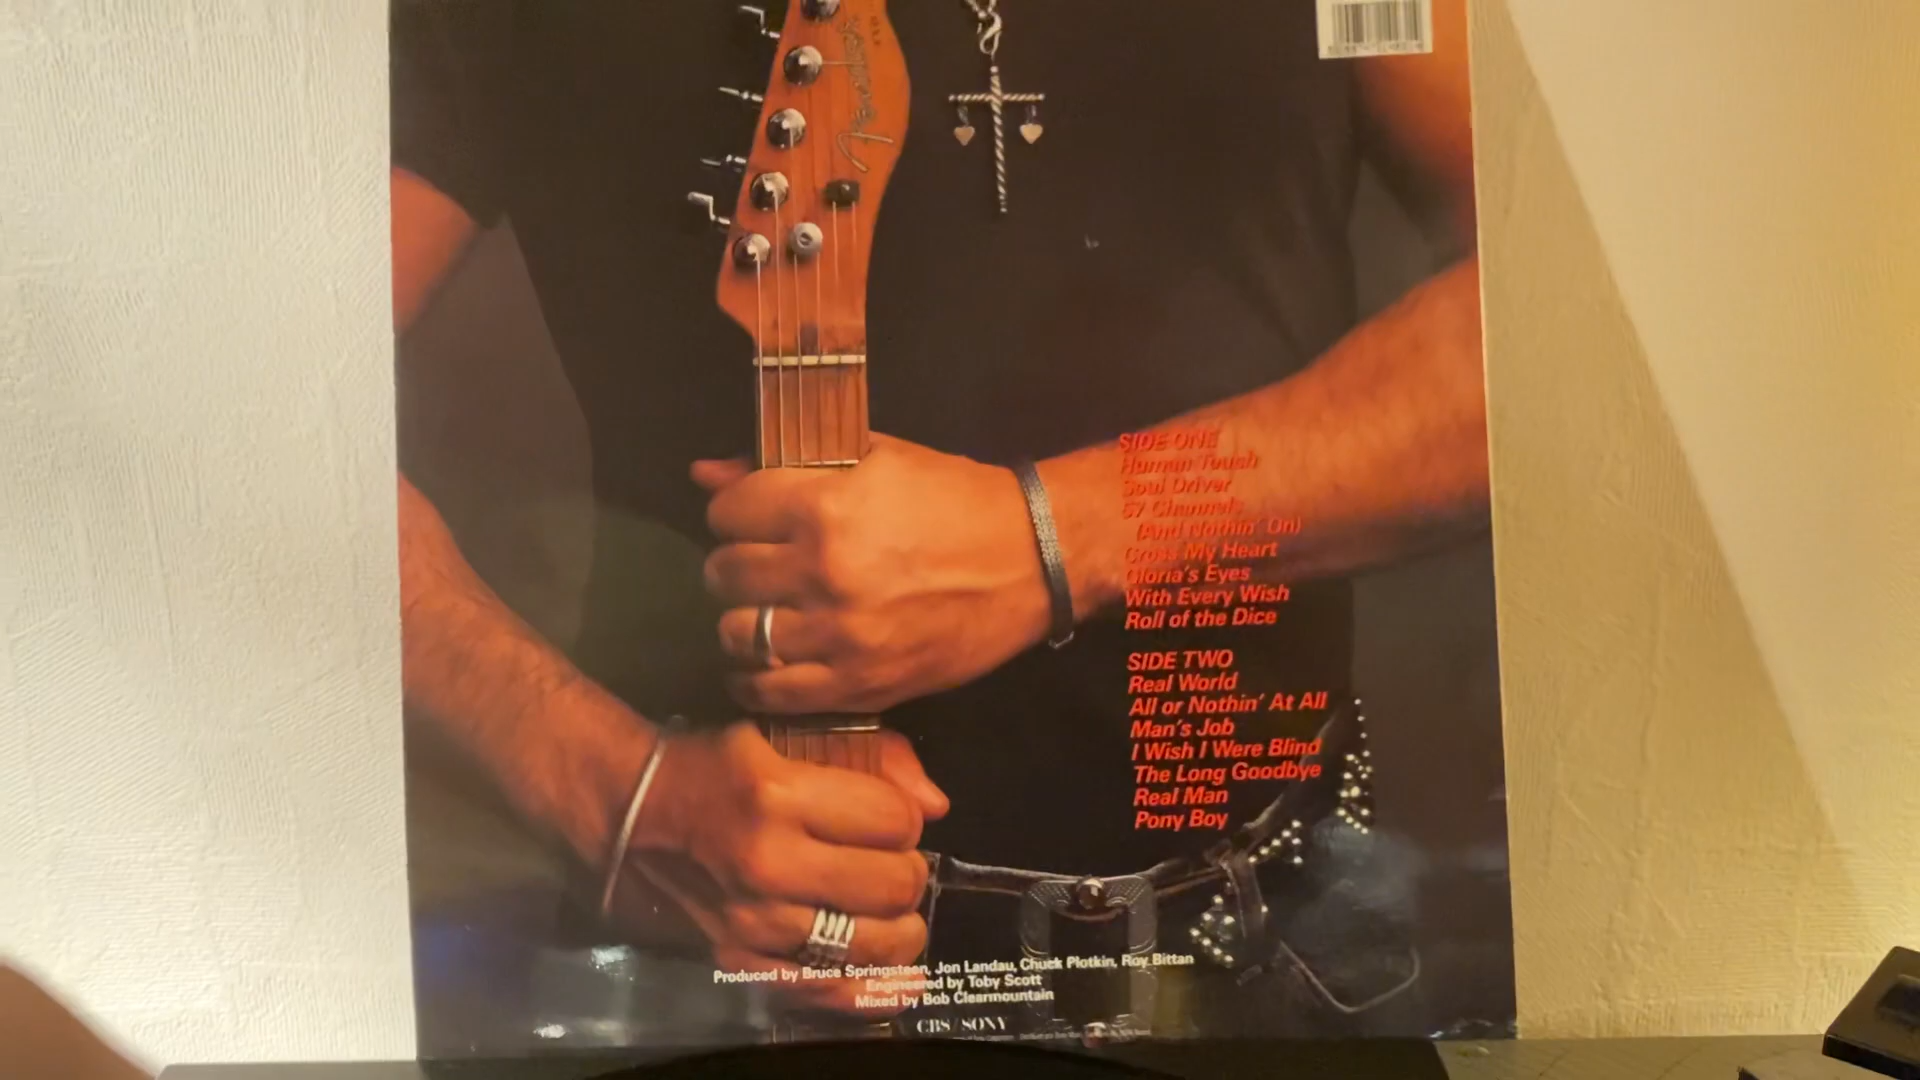 Fender
SIDE ONE
Human Touch
Soul Driver
57 Channels
(And Nothin' On)
Cross My Heart
Gloria's Eyes
With Every Wish
Roll of the Dice
SIDE TWO
Real World
All or Nothin' At All
Man's Job
I Wish I Were Blind
The Long Goodbye
Real Man
Pony Boy
Produced by Bruce Springsteen, Jon Landau, Chuck Plotkin, Roy Bittan
Engineered by Toby Scott
Mixed by Bob Clearmountain
CBS / SONY